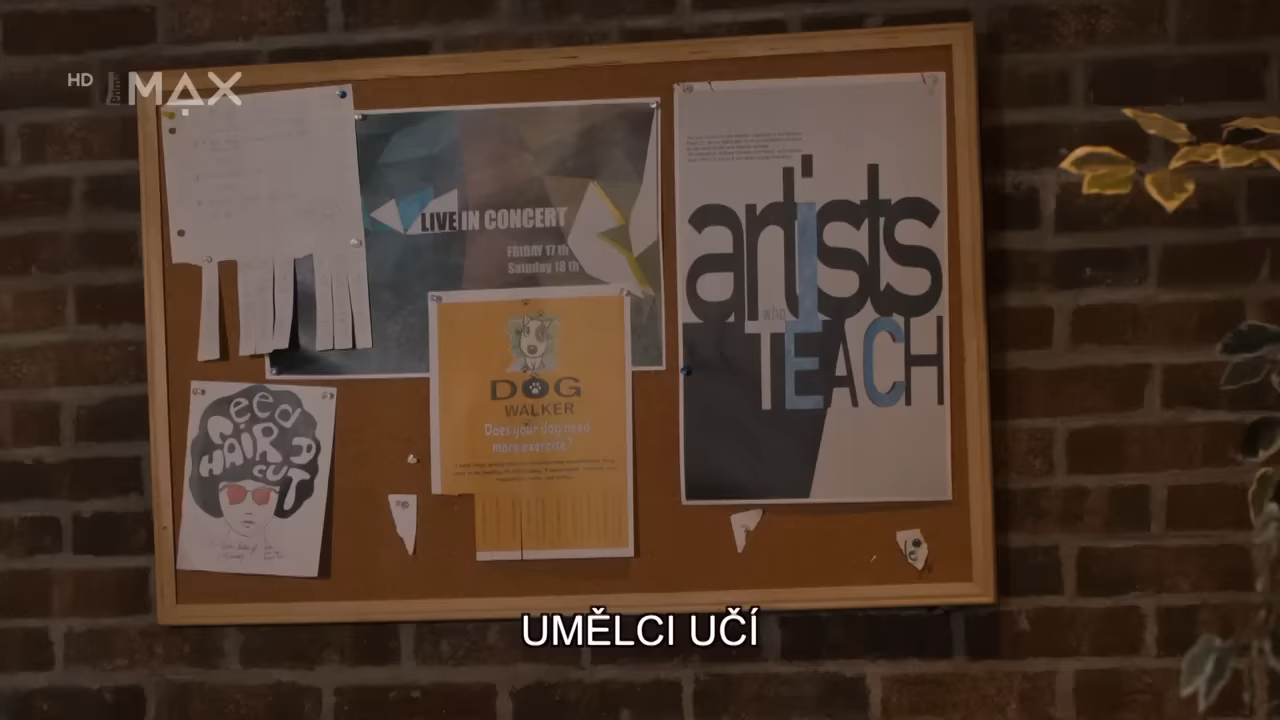 HD
prima
MAX
LIVE IN CONCERT
FRIDAY 17 th
Saturday 18 th
artists
who
TEACH
DOG
WALKER
Does your dog need
more exercise?
Need
A
HAIR
CUT
UMĚLCI UČÍ